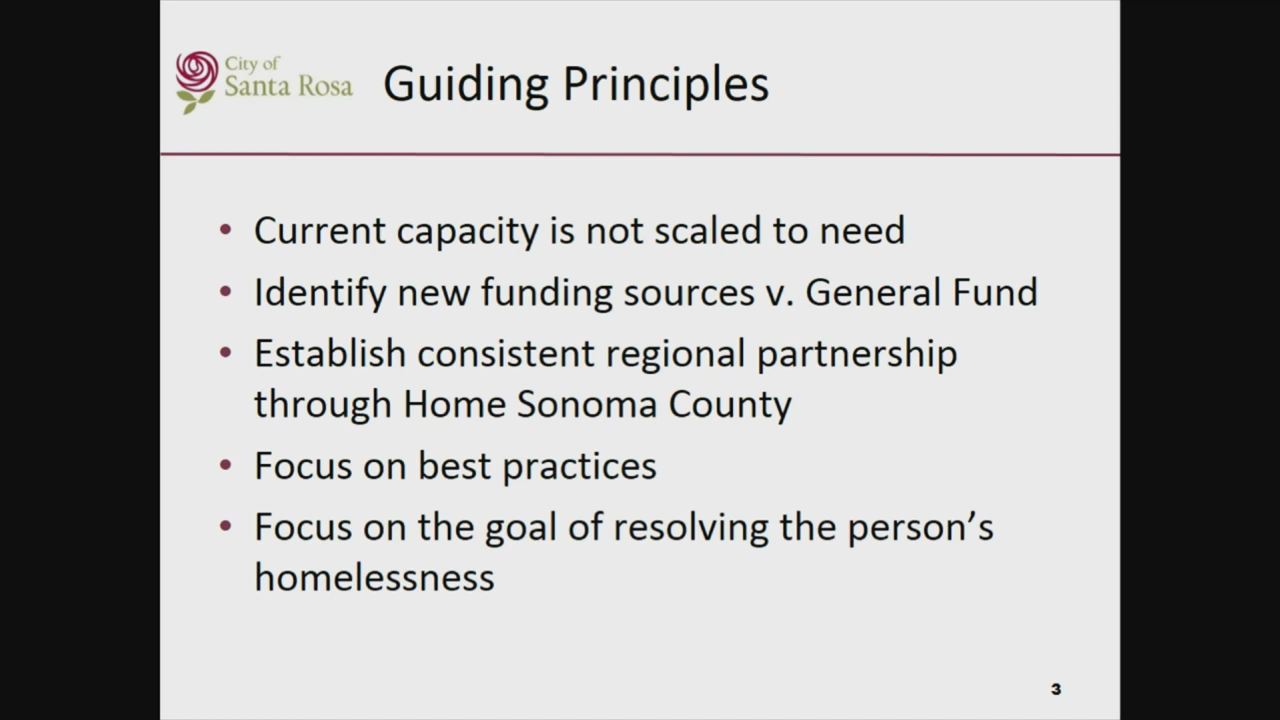 City of
Santa Rosa
Guiding Principles
• Current capacity is not scaled to need
• Identify new funding sources v. General Fund
• Establish consistent regional partnership
through Home Sonoma County
• Focus on best practices
• Focus on the goal of resolving the person’s
homelessness
3